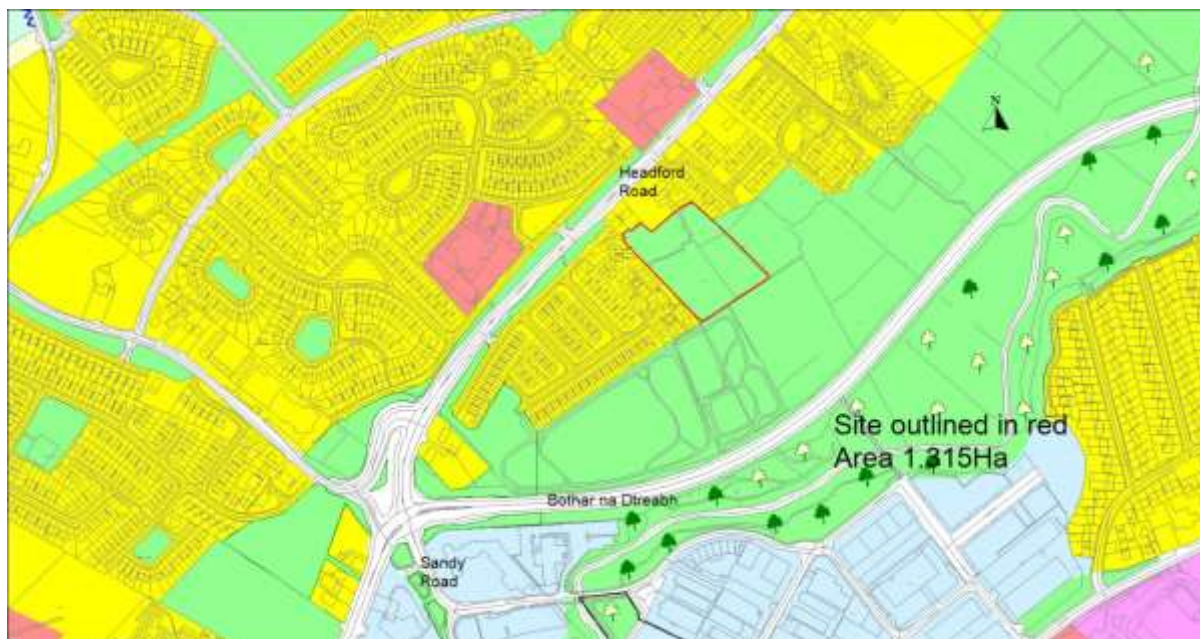 N
Headford
Road
Site outlined in red
Area 1.315Ha
Bothar na Dtreabh
Sandy
Road